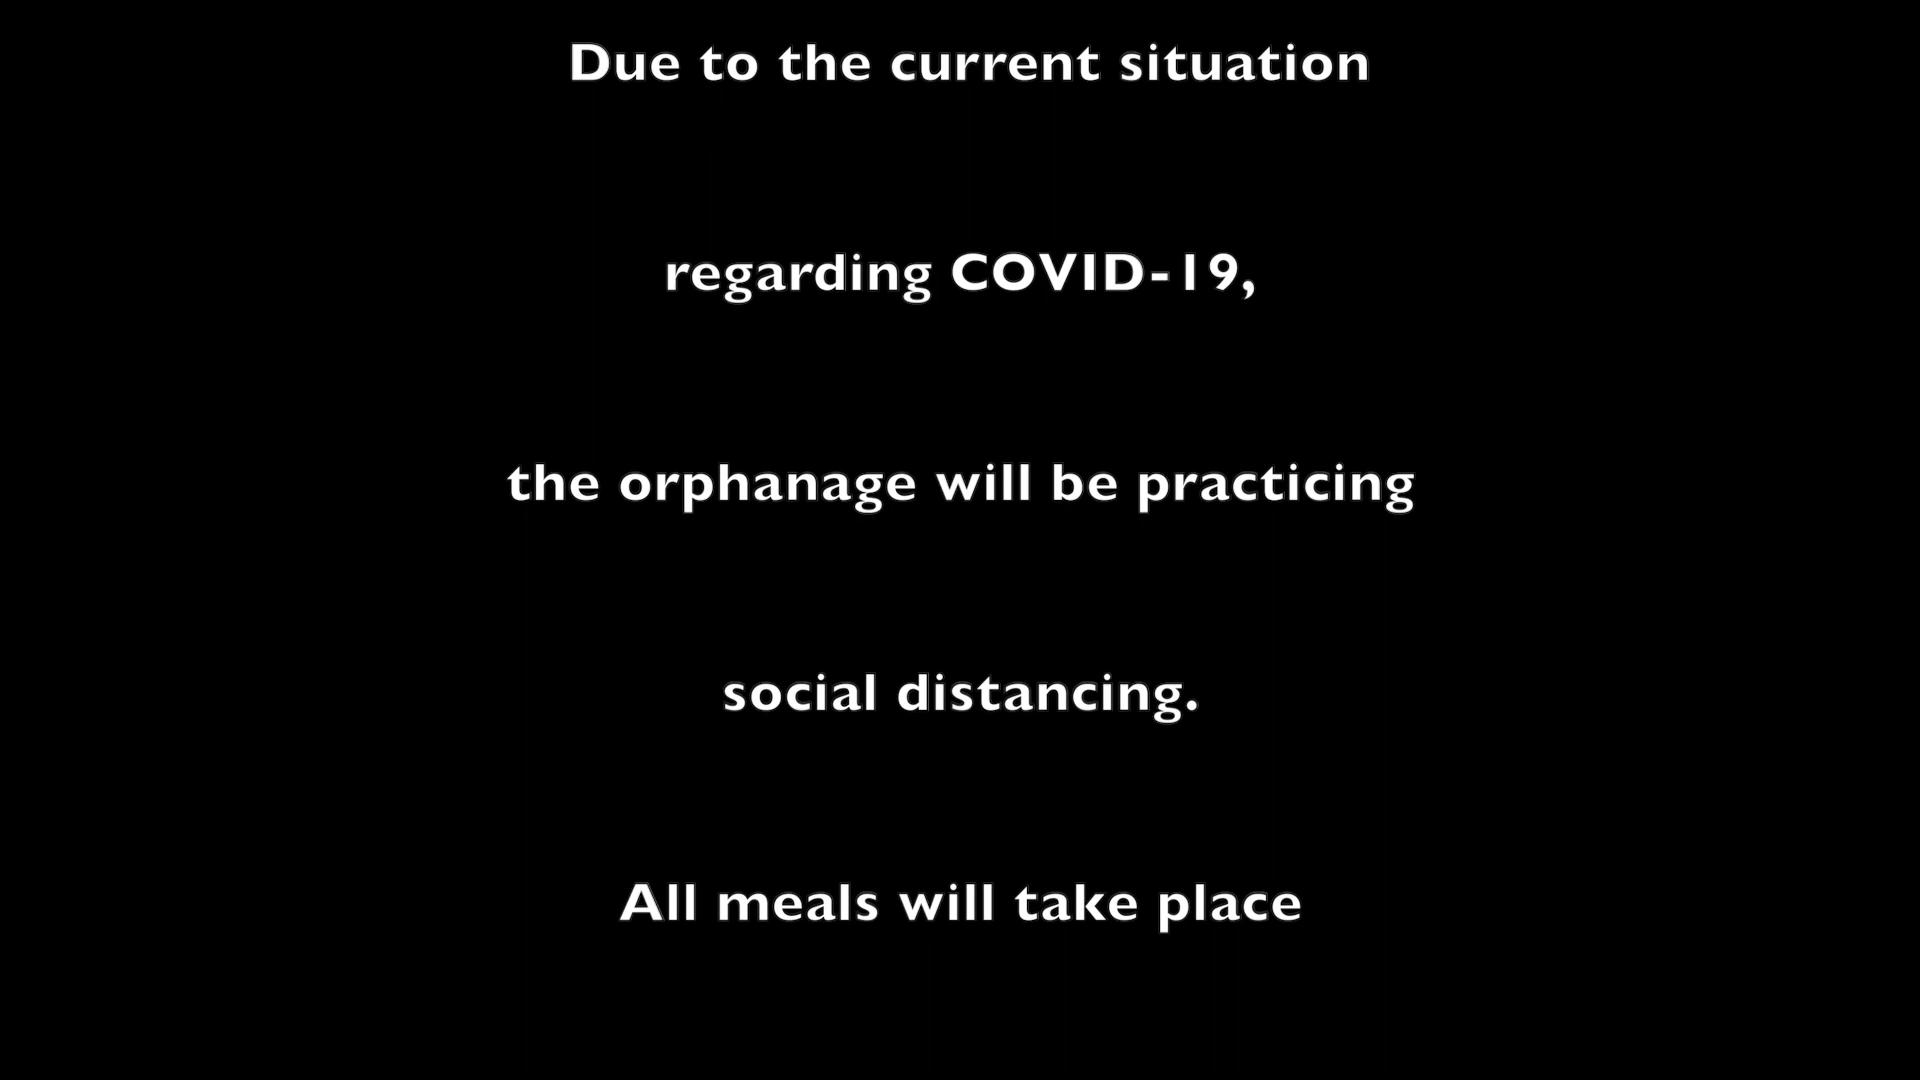 Due to the current situation
regarding COVID-19,
the orphanage will be practicing
social distancing.
All meals will take place